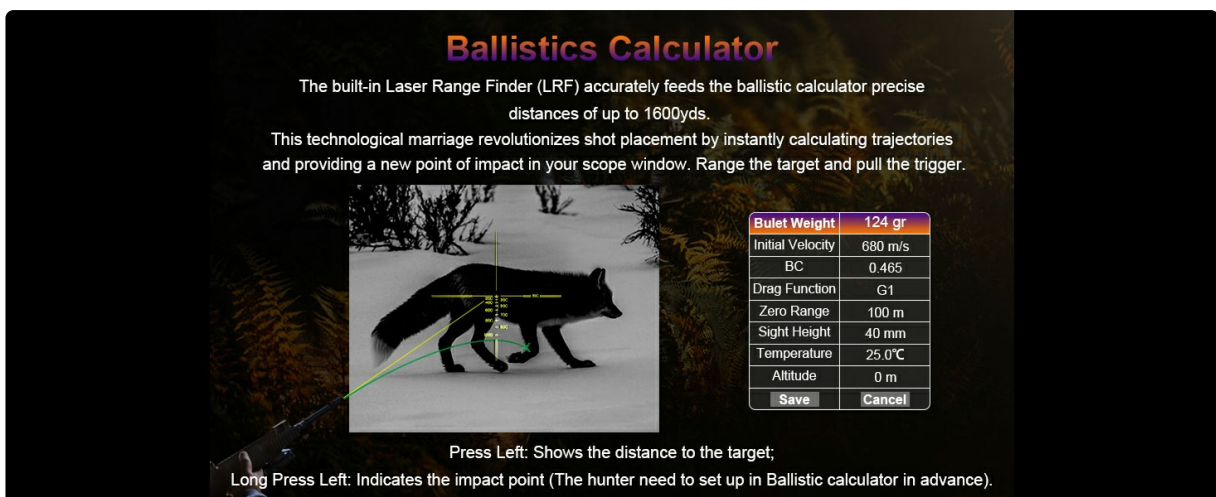 Ballistics Calculator
The built-in Laser Range Finder (LRF) accurately feeds the ballistic calculator precise
distances of up to 1600yds.
This technological marriage revolutionizes shot placement by instantly calculating trajectories
and providing a new point of impact in your scope window. Range the target and pull the trigger.
Bulet Weight 124 gr
Initial Velocity 680 m/s
BC 0.465
Drag Function G1
Zero Range 100 m
Sight Height 40 mm
Temperature 25.0℃
Altitude 0 m
Save Cancel
Press Left: Shows the distance to the target;
Long Press Left: Indicates the impact point (The hunter need to set up in Ballistic calculator in advance).